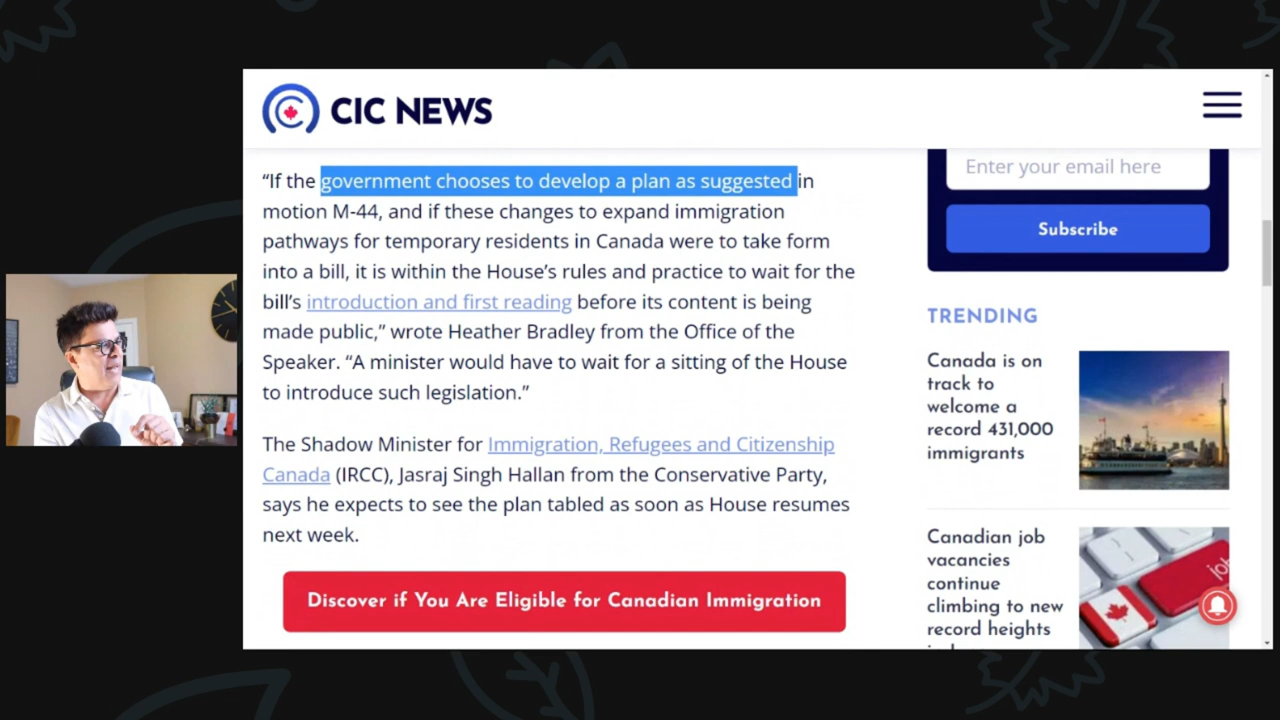 CIC NEWS
“If the government chooses to develop a plan as suggested in
motion M-44, and if these changes to expand immigration
pathways for temporary residents in Canada were to take form
into a bill, it is within the House’s rules and practice to wait for the
bill’s introduction and first reading before its content is being
made public,” wrote Heather Bradley from the Office of the
Speaker. “A minister would have to wait for a sitting of the House
to introduce such legislation.”
The Shadow Minister for Immigration, Refugees and Citizenship
Canada (IRCC), Jasraj Singh Hallan from the Conservative Party,
says he expects to see the plan tabled as soon as House resumes
next week.
Discover if You Are Eligible for Canadian Immigration
Enter your email here
Subscribe
TRENDING
Canada is on
track to
welcome a
record 431,000
immigrants
Canadian job
vacancies
continue
climbing to new
record heights